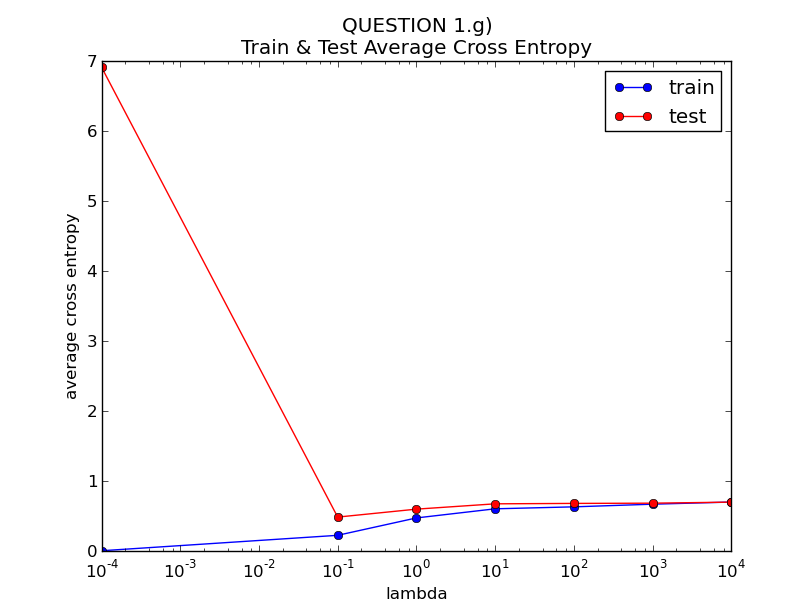 QUESTION 1.g)
Train & Test Average Cross Entropy
train
test
average cross entropy
7
6
5
4
3
2
1
0
10^-4 10^-3 10^-2 10^-1 10^0 10^1 10^2 10^3 10^4
lambda